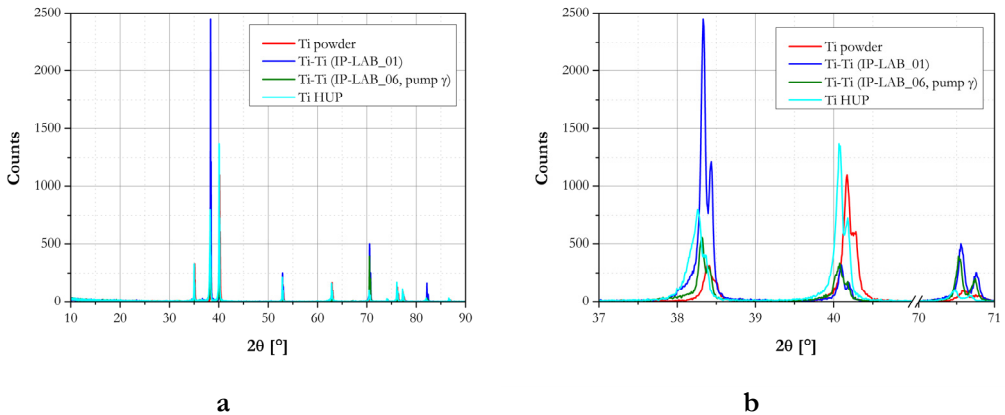 2500
2000
1500
1000
500
0
Counts
10 20 30 40 50 60 70 80 90
2θ [°]
Ti powder
Ti-Ti (IP-LAB_01)
Ti-Ti (IP-LAB_06, pump γ)
Ti HUP
a
2500
2000
1500
1000
500
0
Counts
37 38 39 40 70 71
2θ [°]
Ti powder
Ti-Ti (IP-LAB_01)
Ti-Ti (IP-LAB_06, pump γ)
Ti HUP
b